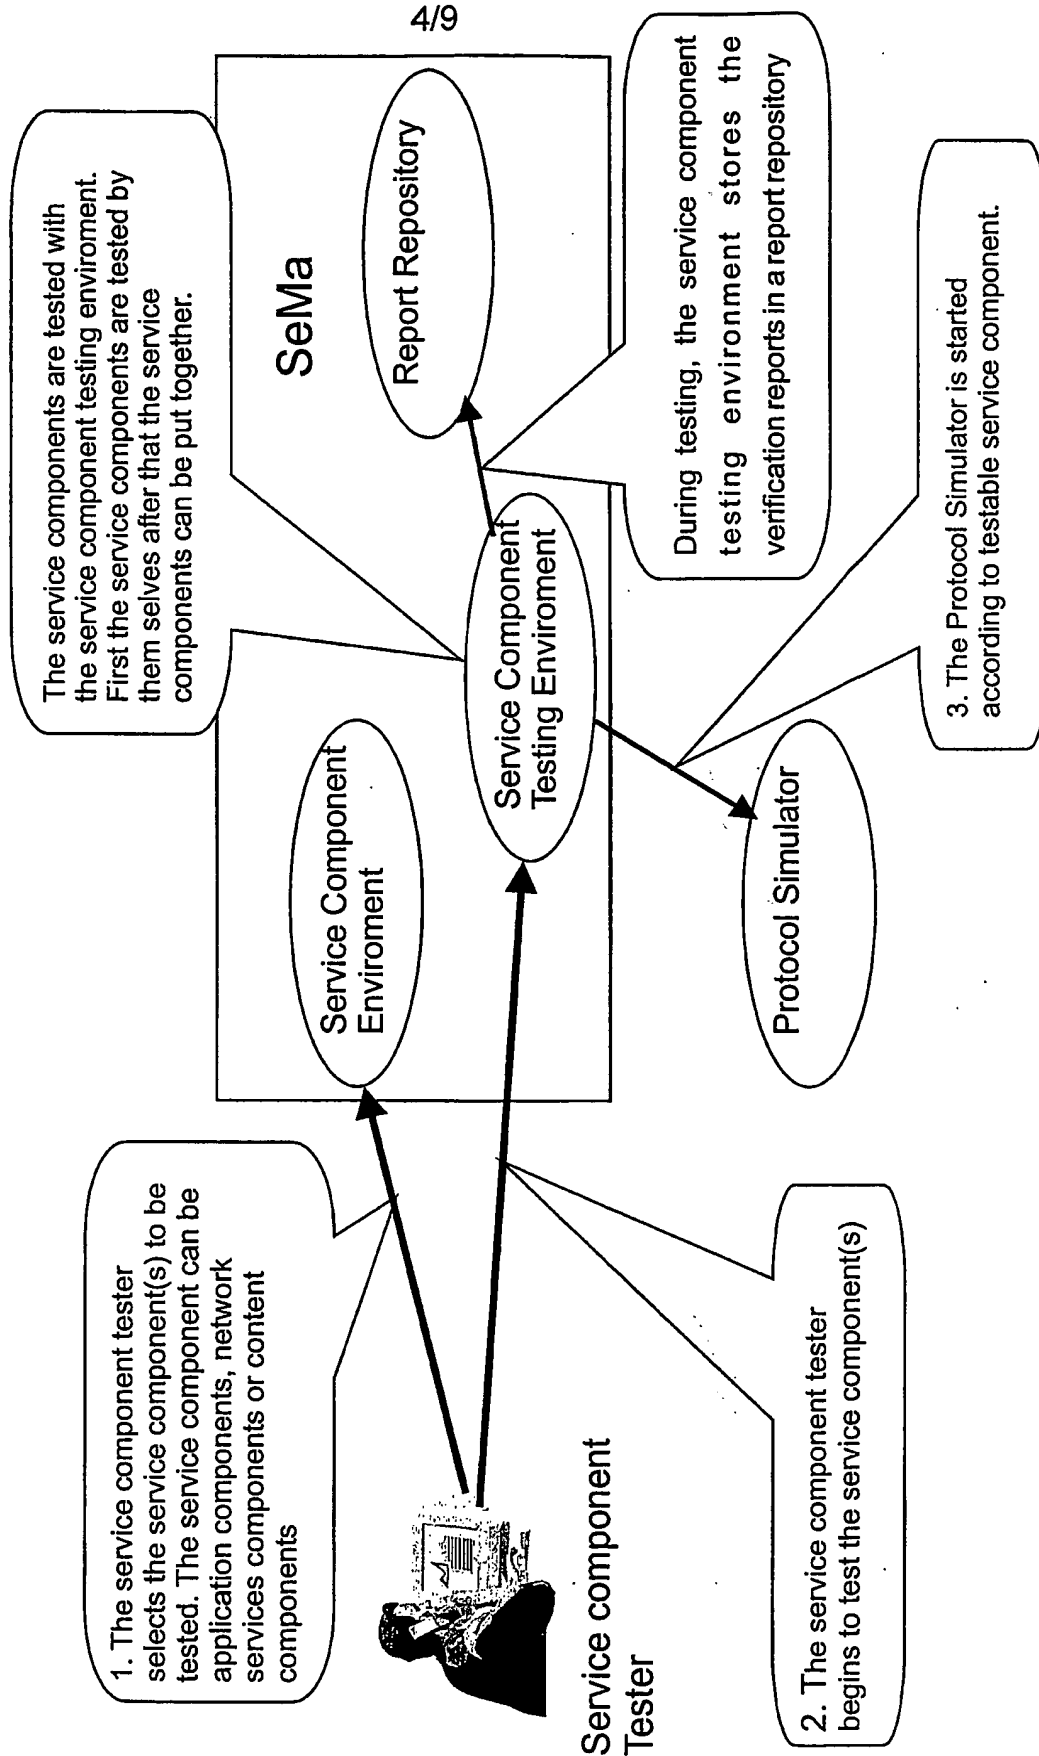 4/9
1. The service component tester
selects the service component(s) to be
tested. The service component can be
application components, network
services components or content
components
The service components are tested with
the service component testing enviroment.
First the service components are tested by
them selves after that the service
components can be put together.
SeMa
Service Component
Enviroment
Report Repository
Service Component
Testing Enviroment
Service component
Tester
Protocol Simulator
During testing, the service component
testing environment stores the
verification reports in a report repository
2. The service component tester
begins to test the service component(s)
3. The Protocol Simulator is started
according to testable service component.